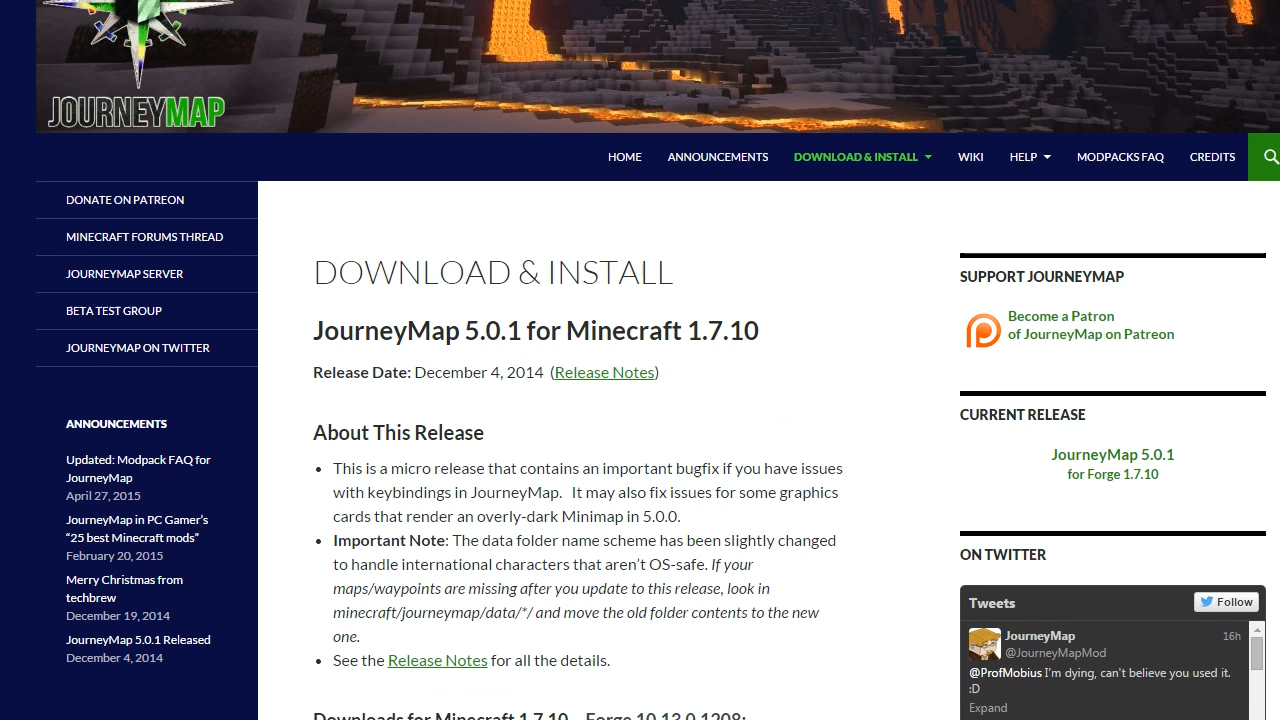 JOURNEYMAP
HOME
ANNOUNCEMENTS
DOWNLOAD & INSTALL
WIKI
HELP
MODPACKS FAQ
CREDITS
DONATE ON PATREON
MINECRAFT FORUMS THREAD
JOURNEYMAP SERVER
BETA TEST GROUP
JOURNEYMAP ON TWITTER
ANNOUNCEMENTS
Updated: Modpack FAQ for
JourneyMap
April 27, 2015
JourneyMap in PC Gamer’s
“25 best Minecraft mods”
February 20, 2015
Merry Christmas from
techbrew
December 19, 2014
JourneyMap 5.0.1 Released
December 4, 2014
DOWNLOAD & INSTALL
JourneyMap 5.0.1 for Minecraft 1.7.10
Release Date: December 4, 2014 (Release Notes)
About This Release
This is a micro release that contains an important bugfix if you have issues
with keybindings in JourneyMap. It may also fix issues for some graphics
cards that render an overly-dark Minimap in 5.0.0.
Important Note: The data folder name scheme has been slightly changed
to handle international characters that aren’t OS-safe. If your
maps/waypoints are missing after you update to this release, look in
minecraft/journeymap/data/*/ and move the old folder contents to the new
one.
See the Release Notes for all the details.
Downloads for Minecraft 1.7.10 – Forge 10.13.0.1208:
SUPPORT JOURNEYMAP
Become a Patron
of JourneyMap on Patreon
CURRENT RELEASE
JourneyMap 5.0.1
for Forge 1.7.10
ON TWITTER
Tweets
Follow
JourneyMap
16h
@JourneyMapMod
@ProfMobius I'm dying, can't believe you used it.
:D
Expand